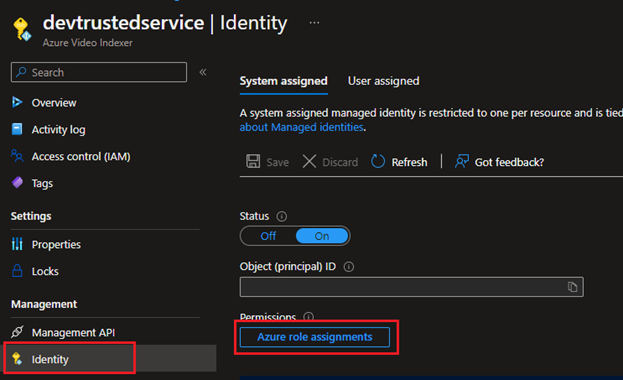 devtrustedservice | Identity ...
Azure Video Indexer
Search
«
Overview
Activity log
Access control (IAM)
Tags
Settings
Properties
Locks
Management
Management API
Identity
System assigned User assigned
A system assigned managed identity is restricted to one per resource and is tied
about Managed identities.
Save Discard Refresh Got feedback?
Status
Off On
Object (principal) ID
Permissions
Azure role assignments